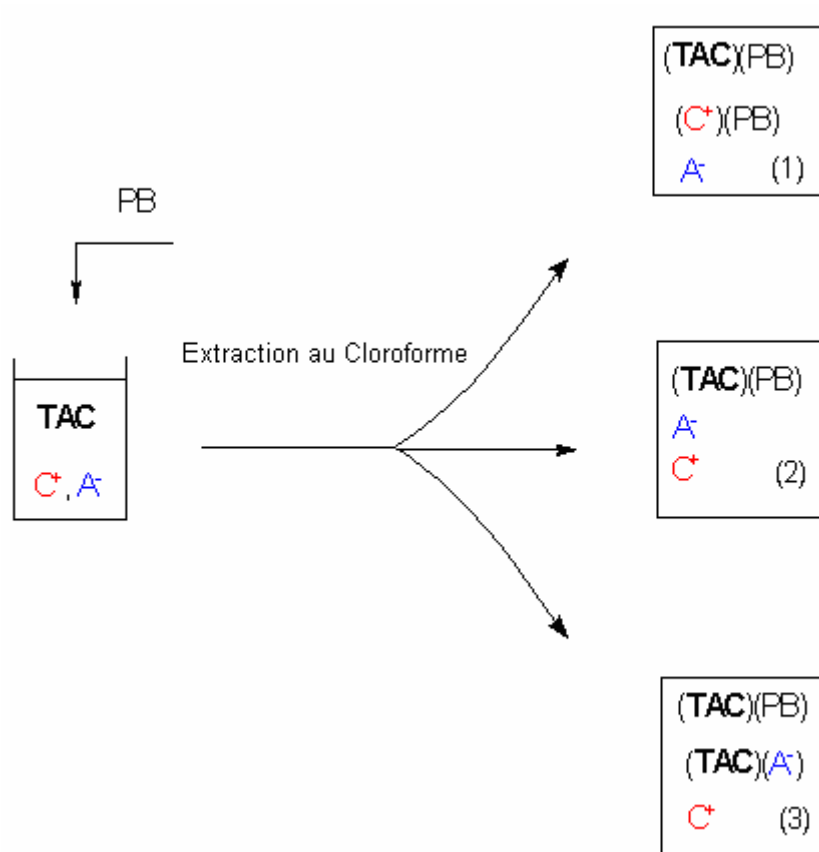 PB
Extraction au Cloroforme
TAC
C⁺, A⁻
(TAC)(PB)
(C⁺)(PB)
A⁻ (1)
(TAC)(PB)
A⁻
C⁺ (2)
(TAC)(PB)
(TAC)(A⁻)
C⁺ (3)